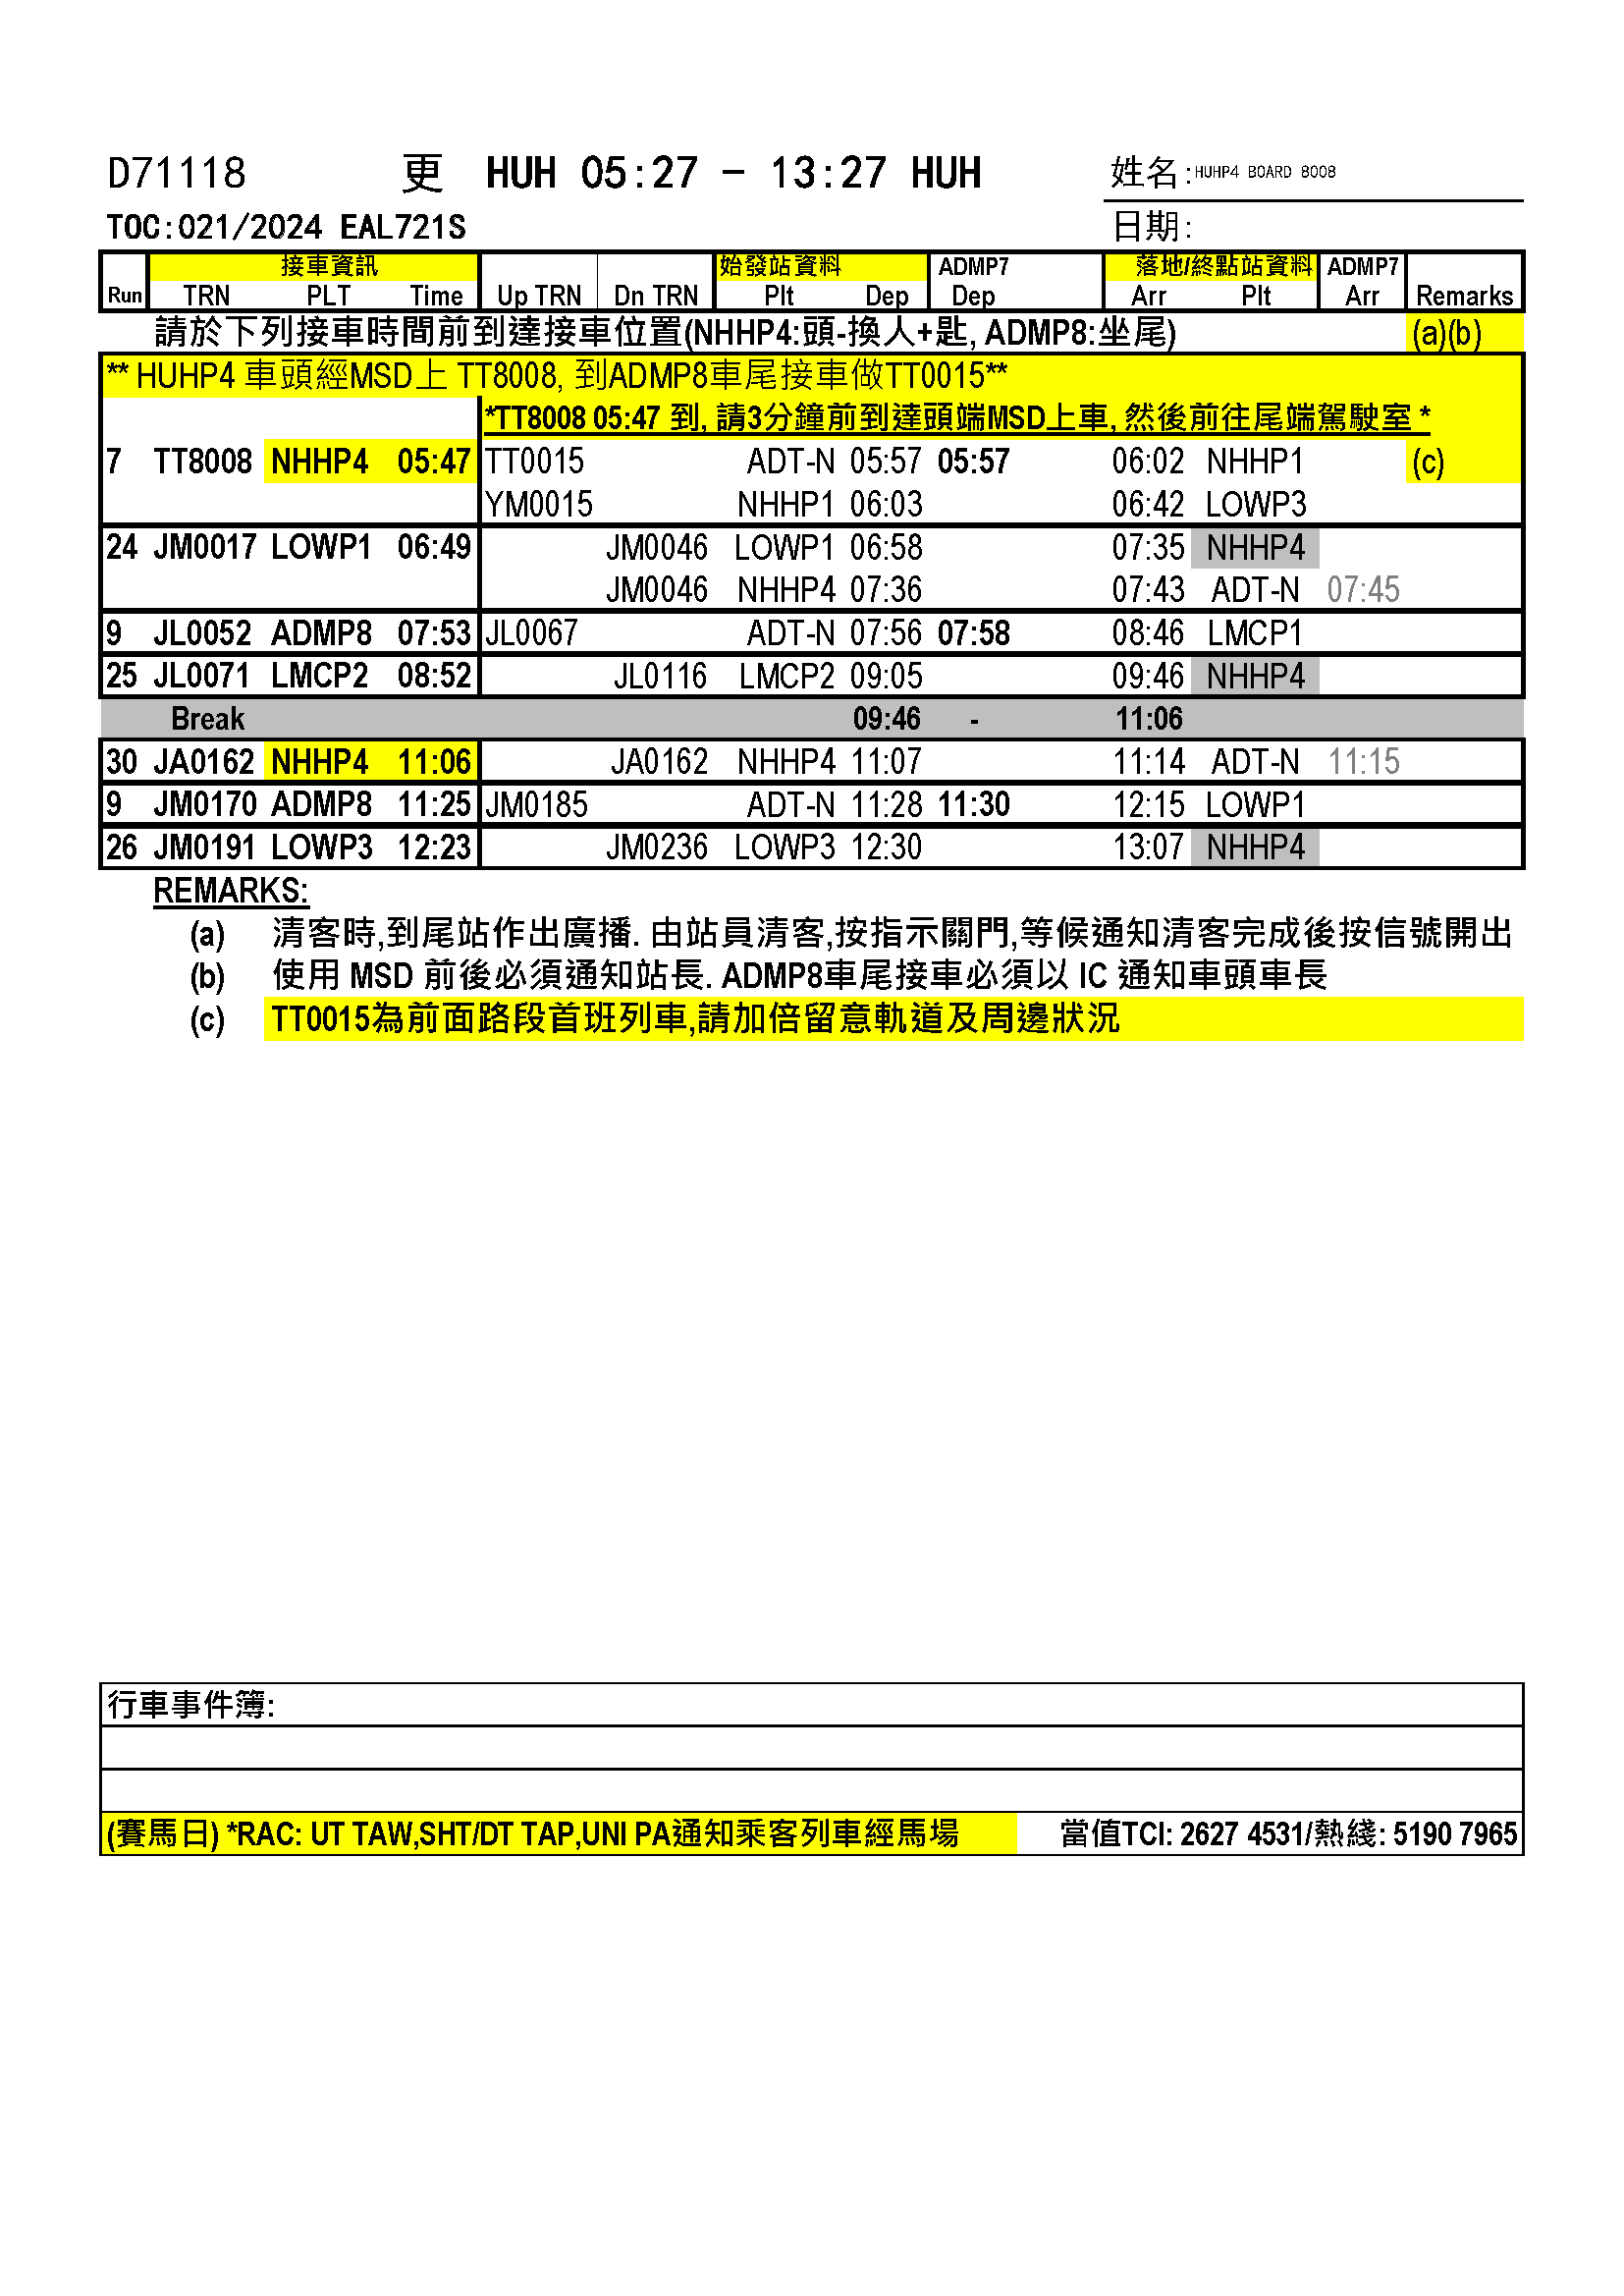 D71118 更 HUH 05:27 - 13:27 HUH 姓名:HUHP4 BOARD 8008
TOC:021/2024 EAL721S 日期:
接車資訊 始發站資料 ADMP7 落地/終點站資料 ADMP7
Run TRN PLT Time Up TRN Dn TRN Plt Dep Dep Arr Plt Arr Remarks
請於下列接車時間前到達接車位置(NHHP4:頭-換人+匙, ADMP8:坐尾) (a)(b)
** HUHP4 車頭經MSD上 TT8008, 到ADMP8車尾接車做TT0015**
*TT8008 05:47 到, 請3分鐘前到達頭端MSD上車, 然後前往尾端駕駛室 *
7 TT8008 NHHP4 05:47 TT0015 ADT-N 05:57 05:57 06:02 NHHP1 (c)
YM0015 NHHP1 06:03 06:42 LOWP3
24 JM0017 LOWP1 06:49 JM0046 LOWP1 06:58 07:35 NHHP4
JM0046 NHHP4 07:36 07:43 ADT-N 07:45
9 JL0052 ADMP8 07:53 JL0067 ADT-N 07:56 07:58 08:46 LMCP1
25 JL0071 LMCP2 08:52 JL0116 LMCP2 09:05 09:46 NHHP4
Break 09:46 - 11:06
30 JA0162 NHHP4 11:06 JA0162 NHHP4 11:07 11:14 ADT-N 11:15
9 JM0170 ADMP8 11:25 JM0185 ADT-N 11:28 11:30 12:15 LOWP1
26 JM0191 LOWP3 12:23 JM0236 LOWP3 12:30 13:07 NHHP4
REMARKS:
(a) 清客時,到尾站作出廣播. 由站員清客,按指示關門,等候通知清客完成後按信號開出
(b) 使用 MSD 前後必須通知站長. ADMP8車尾接車必須以 IC 通知車頭車長
(c) TT0015為前面路段首班列車,請加倍留意軌道及周邊狀況
行車事件簿:
(賽馬日) *RAC: UT TAW,SHT/DT TAP,UNI PA通知乘客列車經馬場 當值TCI: 2627 4531/熱綫: 5190 7965